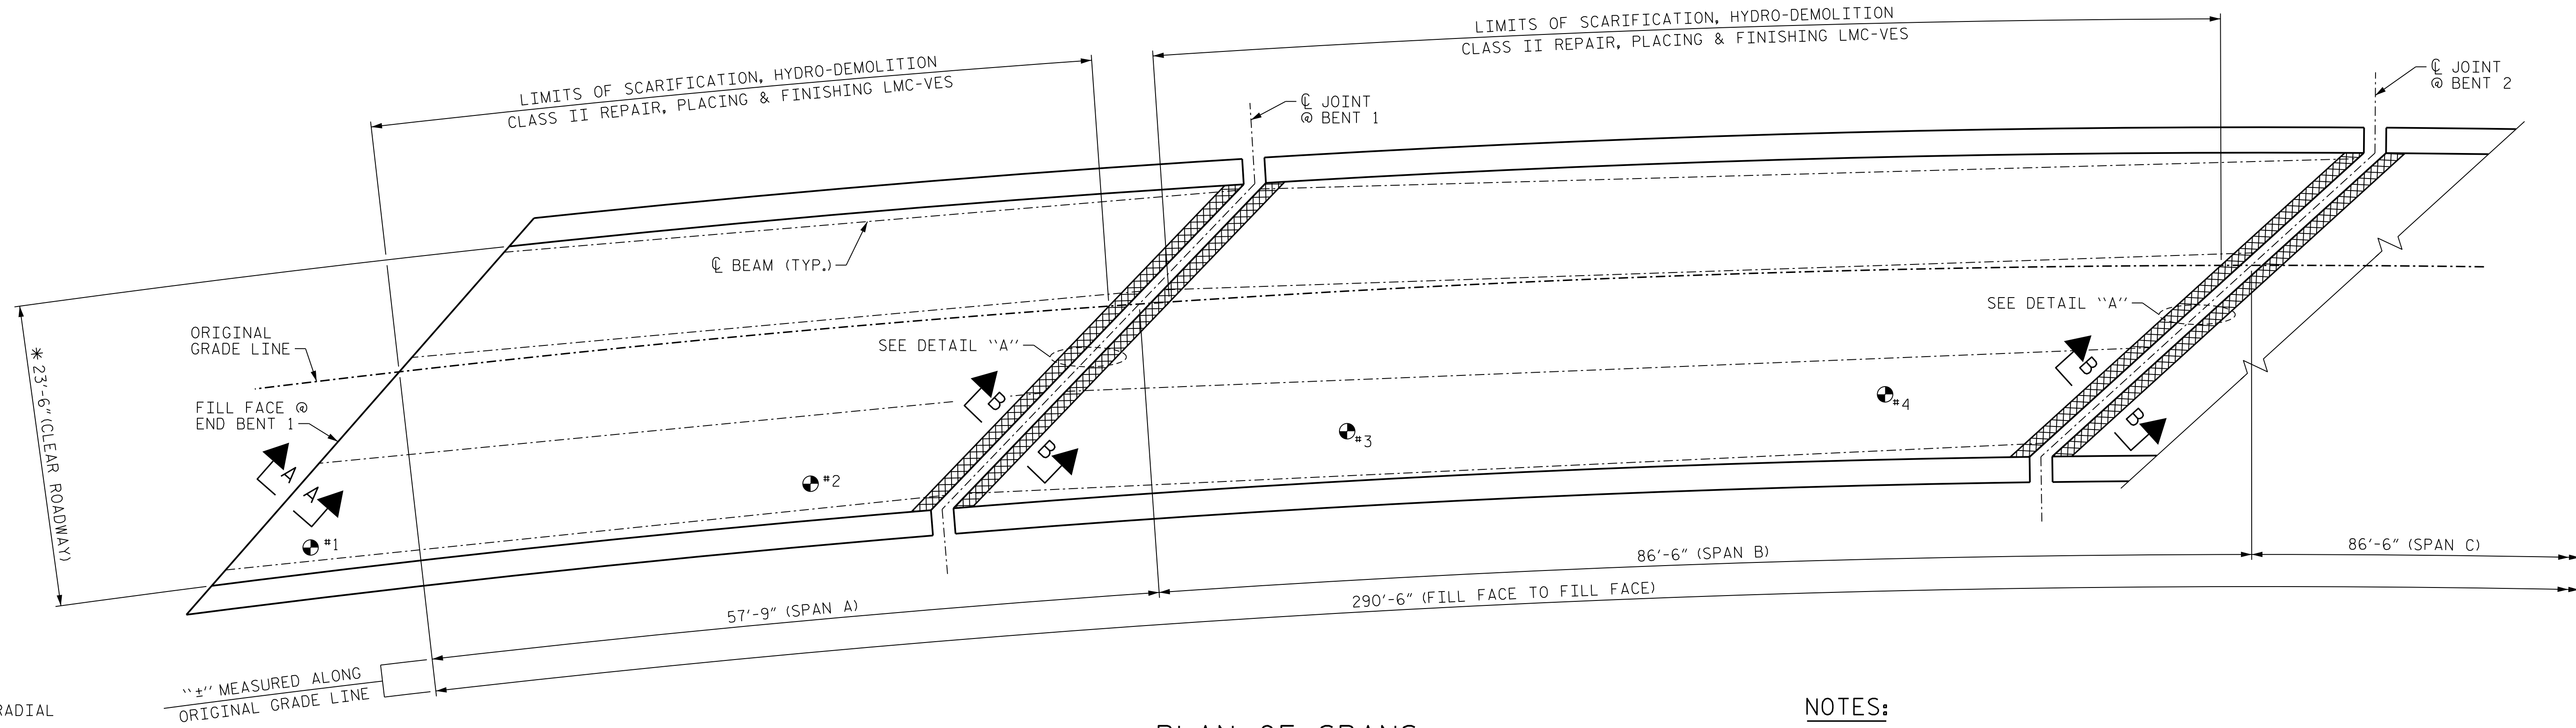 LIMITS OF SCARIFICATION, HYDRO-DEMOLITION
CLASS II REPAIR, PLACING & FINISHING LMC-VES
LIMITS OF SCARIFICATION, HYDRO-DEMOLITION
CLASS II REPAIR, PLACING & FINISHING LMC-VES
℄ JOINT
@ BENT 1
℄ JOINT
@ BENT 2
℄ BEAM (TYP.)
ORIGINAL
GRADE LINE
FILL FACE @
END BENT 1
* 23'-6" (CLEAR ROADWAY)
SEE DETAIL "A"
SEE DETAIL "A"
A
A
B
B
B
B
#1
#2
#3
#4
57'-9" (SPAN A)
86'-6" (SPAN B)
86'-6" (SPAN C)
290'-6" (FILL FACE TO FILL FACE)
"±" MEASURED ALONG
ORIGINAL GRADE LINE
RADIAL
NOTES: